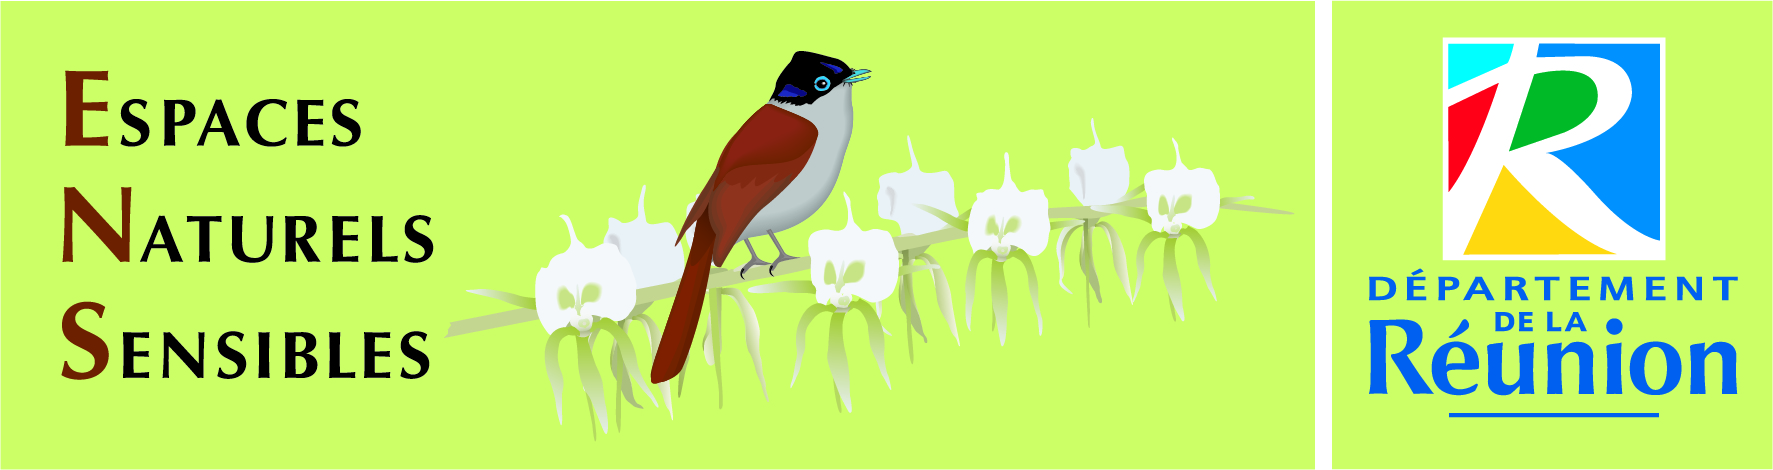 ESPACES
NATURELS
SENSIBLES
R
DÉPARTEMENT
DE LA
Réunion